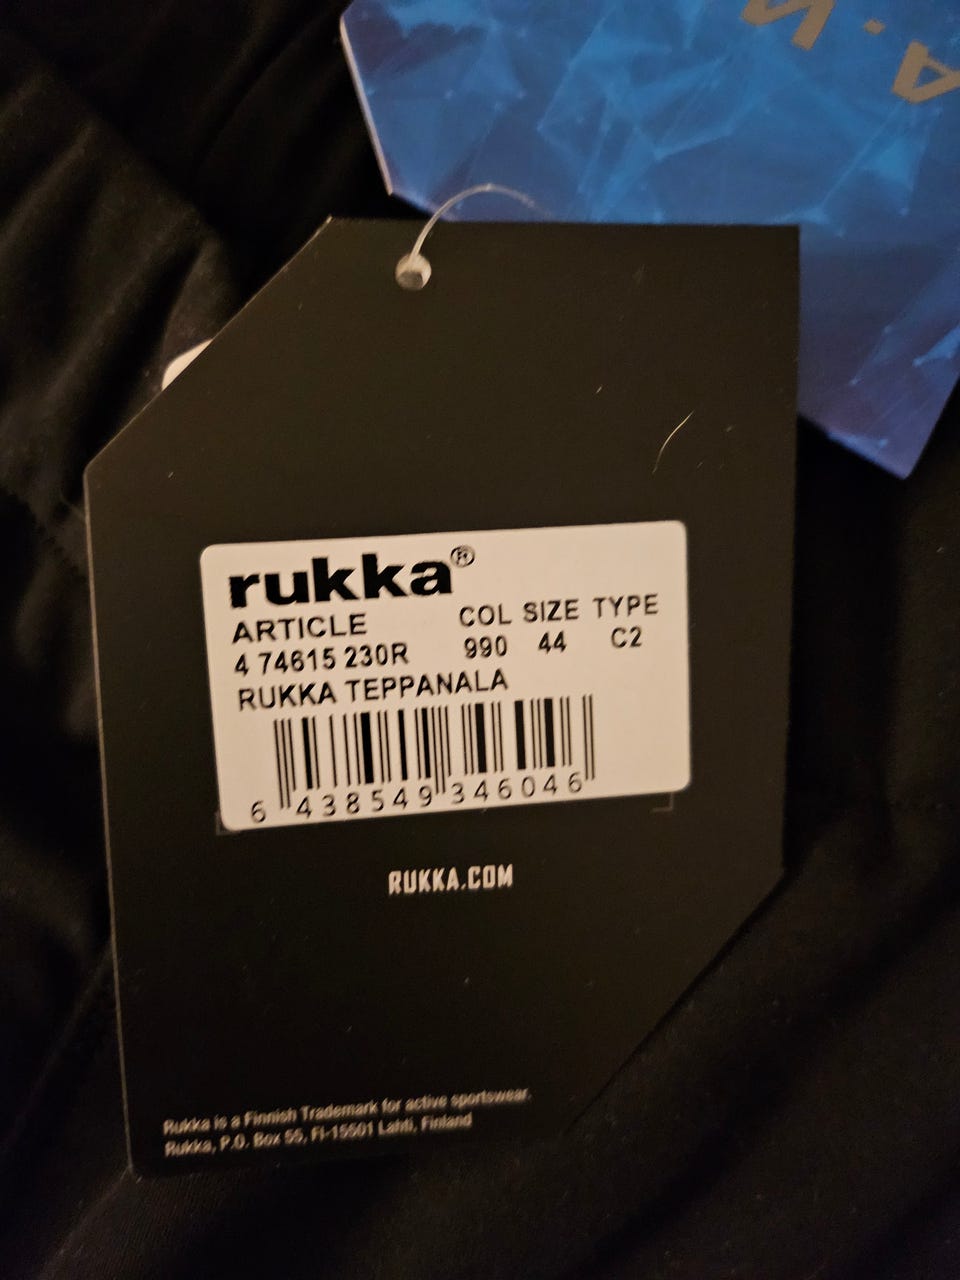 A.W
rukka®
ARTICLE COL SIZE TYPE
4 74615 230R 990 44 C2
RUKKA TEPPANALA
6 438549 346046
RUKKA.COM
Rukka is a Finnish Trademark for active sportswear.
Rukka, P.O. Box 55, FI-15501 Lahti, Finland